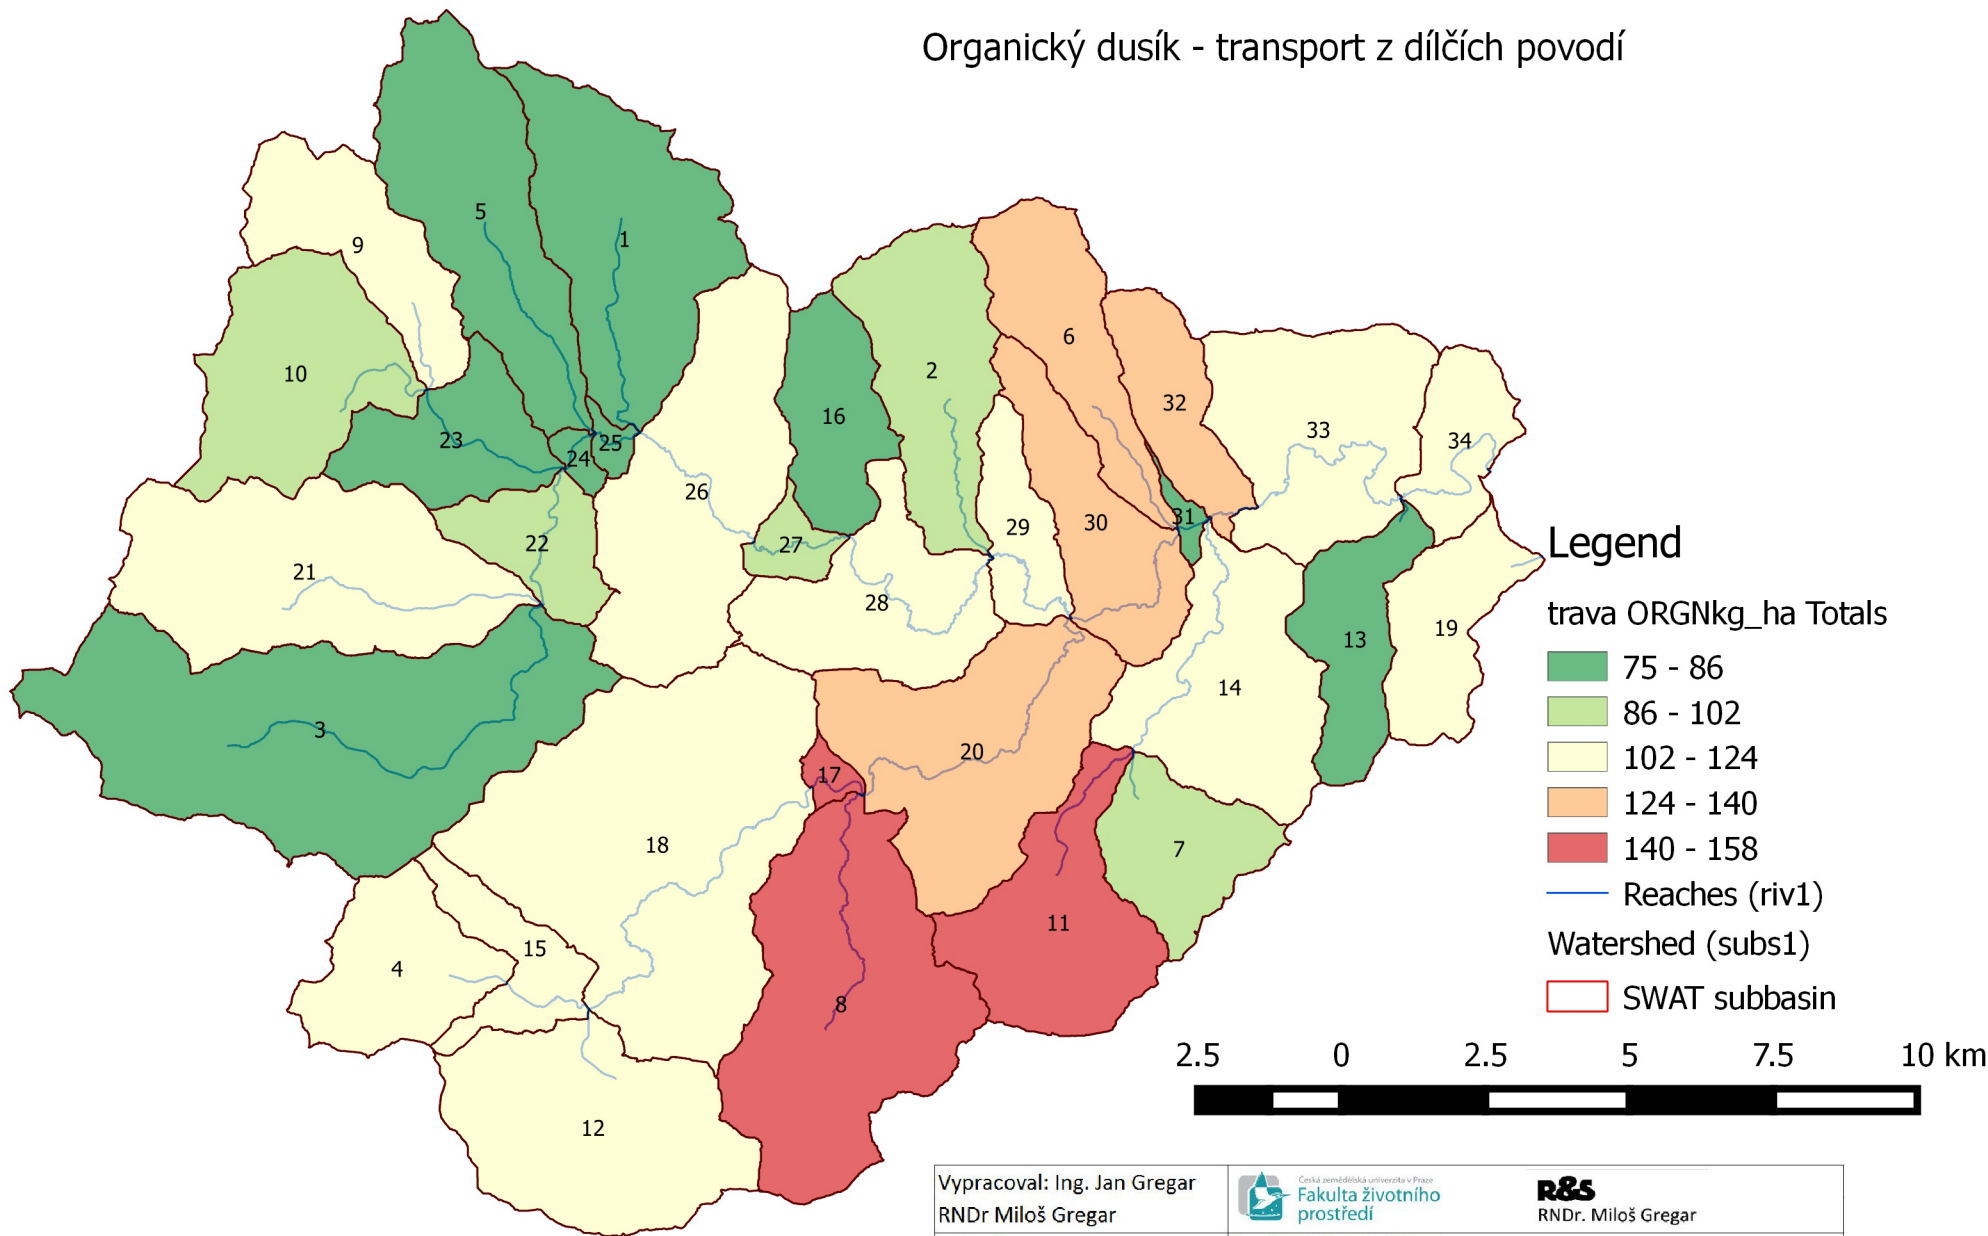 Organický dusík - transport z dílčích povodí
5
1
9
6
10
2
32
16
33
23
25
34
24
26
31
30
29
22
27
21
28
19
13
14
3
20
17
18
7
11
15
4
8
12
Legend
trava ORGNkg_ha Totals
75 - 86
86 - 102
102 - 124
124 - 140
140 - 158
Reaches (riv1)
Watershed (subs1)
SWAT subbasin
2.5 0 2.5 5 7.5 10 km
Vypracoval: Ing. Jan Gregar
RNDr Miloš Gregar
Česká zemědělská univerzita v Praze
Fakulta životního
prostředí
R&S
RNDr. Miloš Gregar